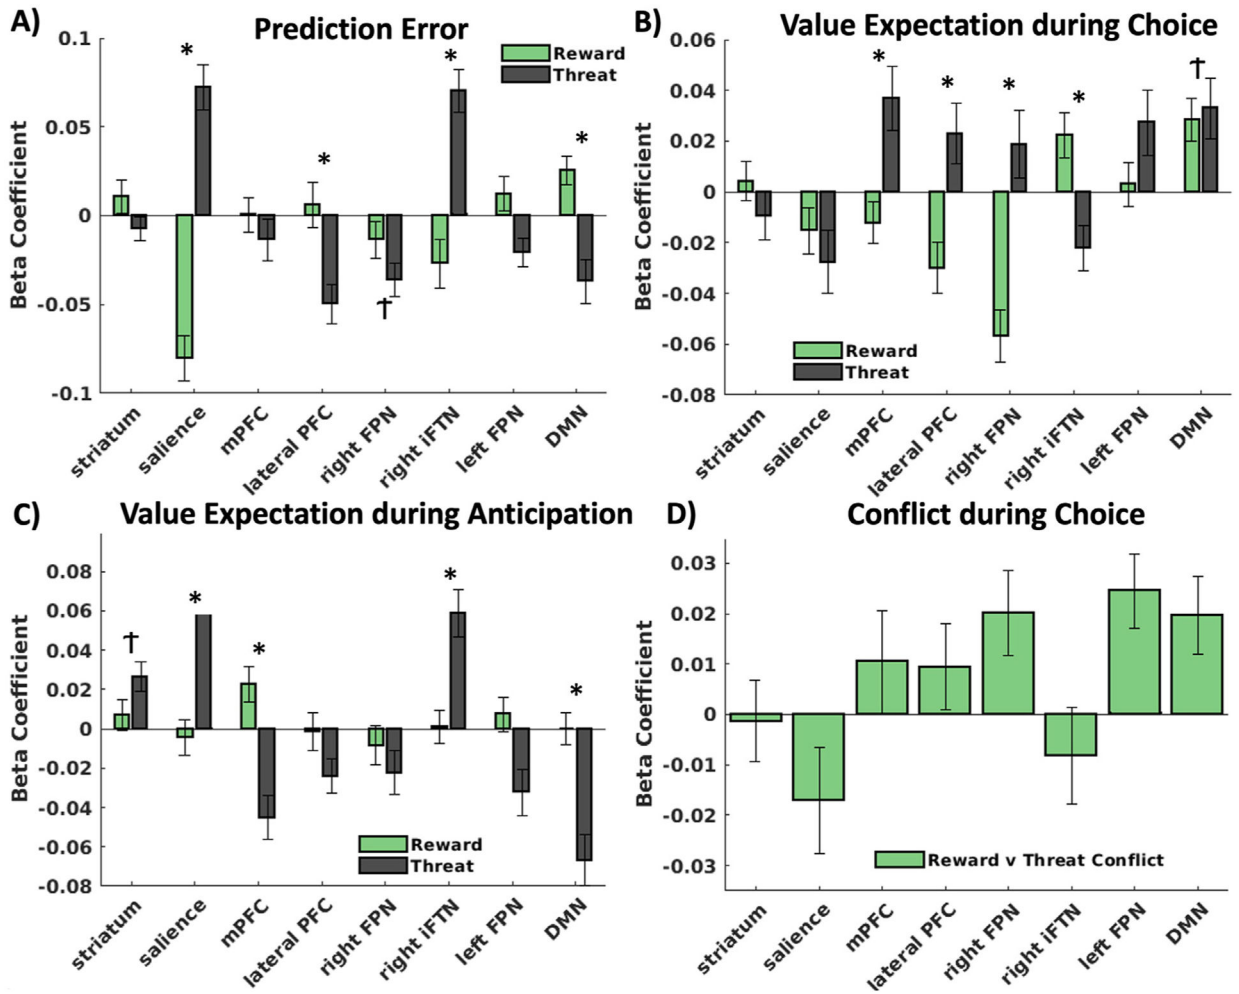 A)
Prediction Error
Reward
Threat
Beta Coefficient
0.1
0.05
0
-0.05
-0.1
*
*
†
*
*
striatum
salience
mPFC
lateral PFC
right FPN
right iFTN
left FPN
DMN
B)
Value Expectation during Choice
Beta Coefficient
0.06
0.04
0.02
0
-0.02
-0.04
-0.06
-0.08
*
*
*
*
†
Reward
Threat
striatum
salience
mPFC
lateral PFC
right FPN
right iFTN
left FPN
DMN
C)
Value Expectation during Anticipation
Beta Coefficient
0.08
0.06
0.04
0.02
0
-0.02
-0.04
-0.06
-0.08
†
*
*
*
*
Reward
Threat
striatum
salience
mPFC
lateral PFC
right FPN
right iFTN
left FPN
DMN
D)
Conflict during Choice
Beta Coefficient
0.03
0.02
0.01
0
-0.01
-0.02
-0.03
Reward v Threat Conflict
striatum
salience
mPFC
lateral PFC
right FPN
right iFTN
left FPN
DMN